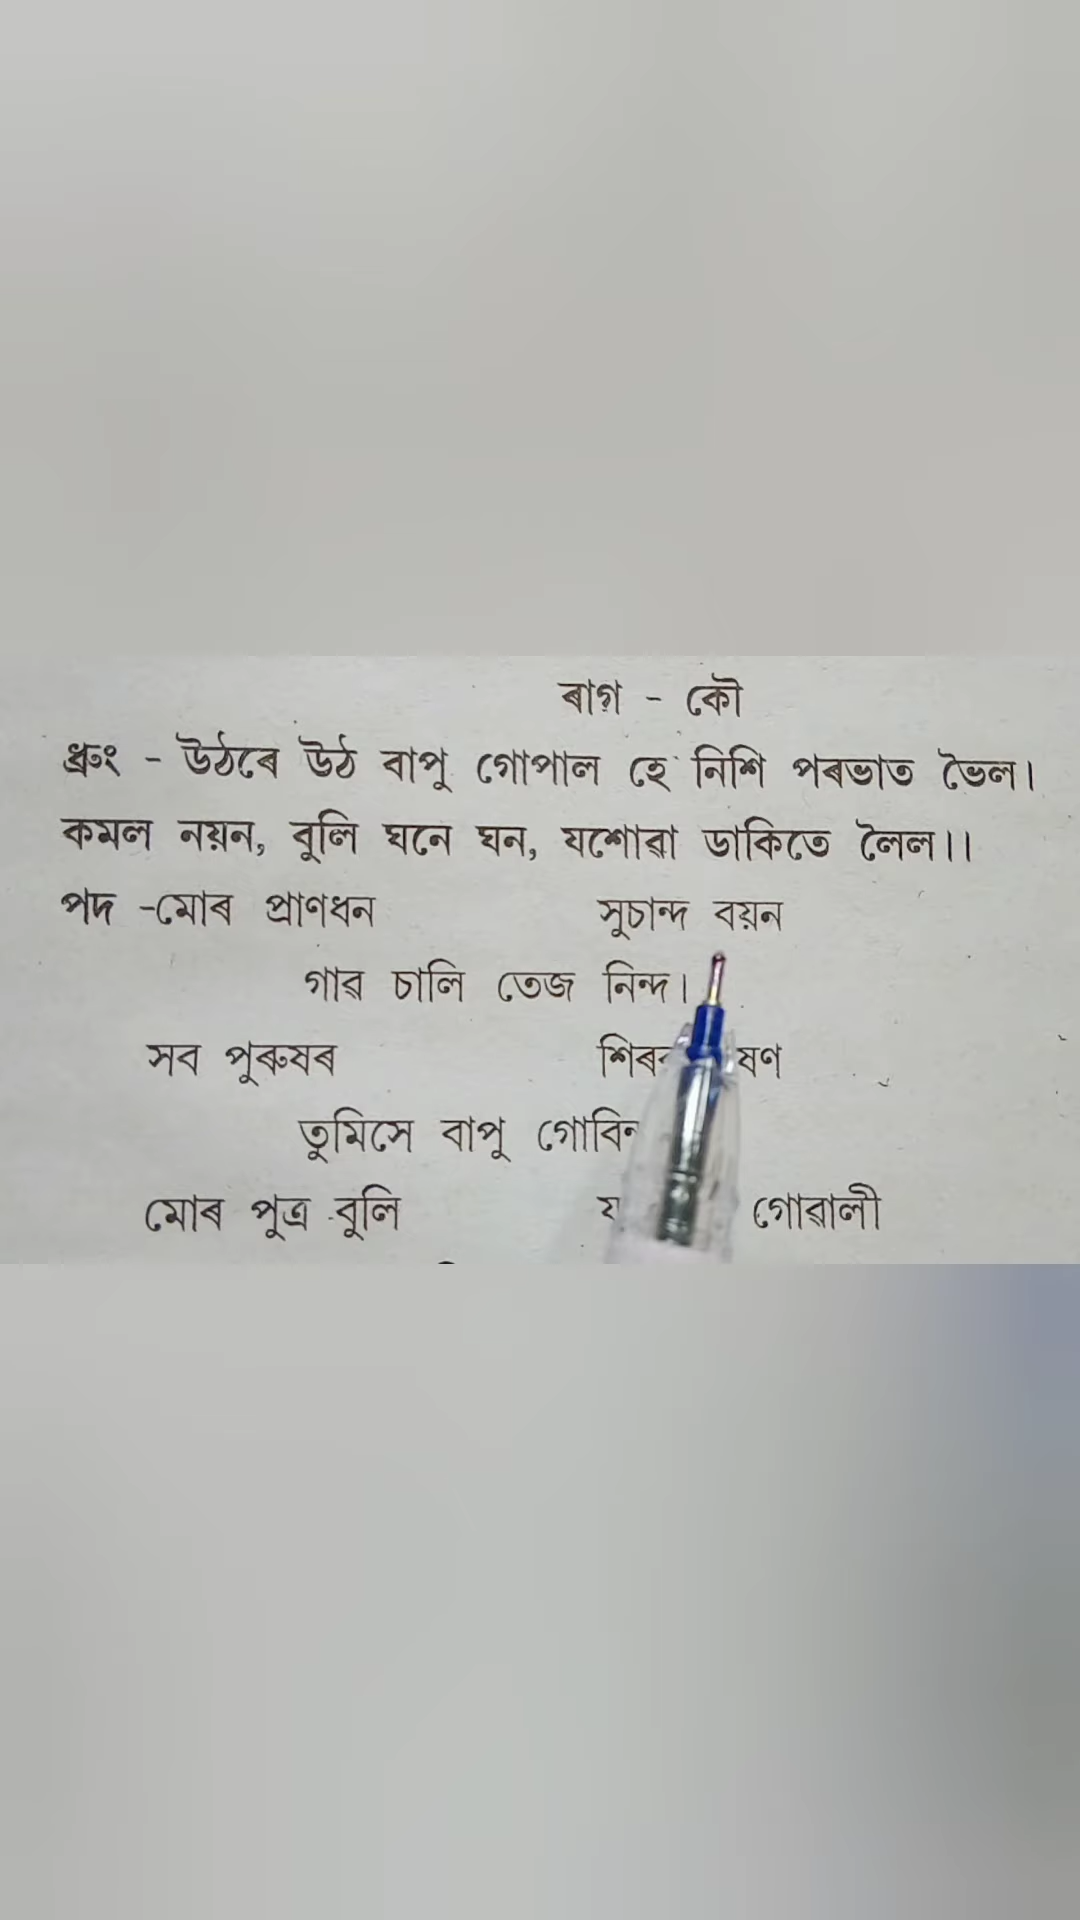 ৰাগ - কৌ
ধ্ৰুং - উঠৰে উঠ বাপু গোপাল হে নিশি পৰভাত ভৈল।
কমল নয়ন, বুলি ঘনে ঘন, যশোৱা ডাকিতে লৈল।।
পদ -মোৰ প্ৰাণধন সুচান্দ বয়ন
গাৱ চালি তেজ নিন্দ।
সব পুৰুষৰ
তুমিসে বাপু
মোৰ পুত্ৰ বুলি গোৱালী